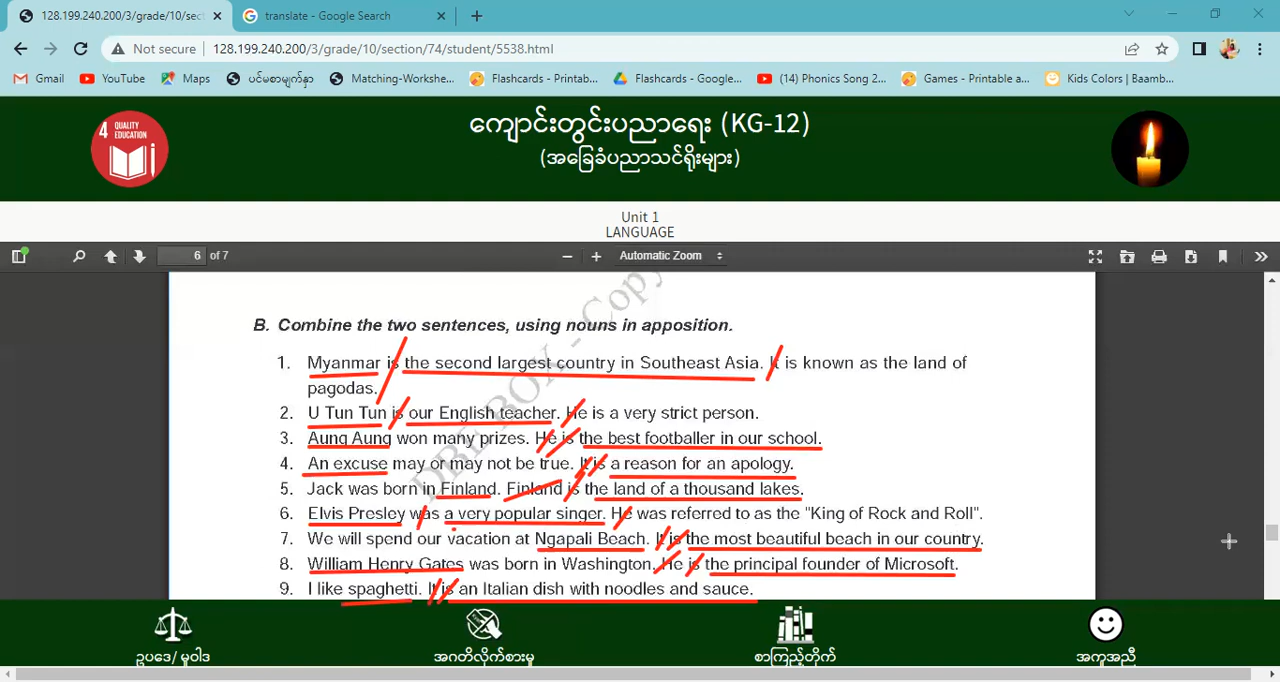 128.199.240.200/3/grade/10/sect
translate - Google Search
Not secure
128.199.240.200/3/grade/10/section/74/student/5538.html
Gmail
YouTube
Maps
ပင်မစာမျက်နှာ
Matching-Workshe...
Flashcards - Printab...
Flashcards - Google...
(14) Phonics Song 2...
Games - Printable a...
Kids Colors | Baamb...
4 QUALITY
EDUCATION
ကျောင်းတွင်းပညာရေး (KG-12)
(အခြေခံပညာသင်ရိုးများ)
Unit 1
LANGUAGE
6 of 7
Automatic Zoom
DBE BOX - Copy
B. Combine the two sentences, using nouns in apposition.
1. Myanmar is the second largest country in Southeast Asia. It is known as the land of
pagodas.
2. U Tun Tun is our English teacher. He is a very strict person.
3. Aung Aung won many prizes. He is the best footballer in our school.
4. An excuse may or may not be true. It is a reason for an apology.
5. Jack was born in Finland. Finland is the land of a thousand lakes.
6. Elvis Presley was a very popular singer. He was referred to as the "King of Rock and Roll".
7. We will spend our vacation at Ngapali Beach. It is the most beautiful beach in our country.
8. William Henry Gates was born in Washington. He is the principal founder of Microsoft.
9. I like spaghetti. It is an Italian dish with noodles and sauce.
ဥပဒေ/ မူဝါဒ
အဂတိလိုက်စားမှု
စာကြည့်တိုက်
အကူအညီ